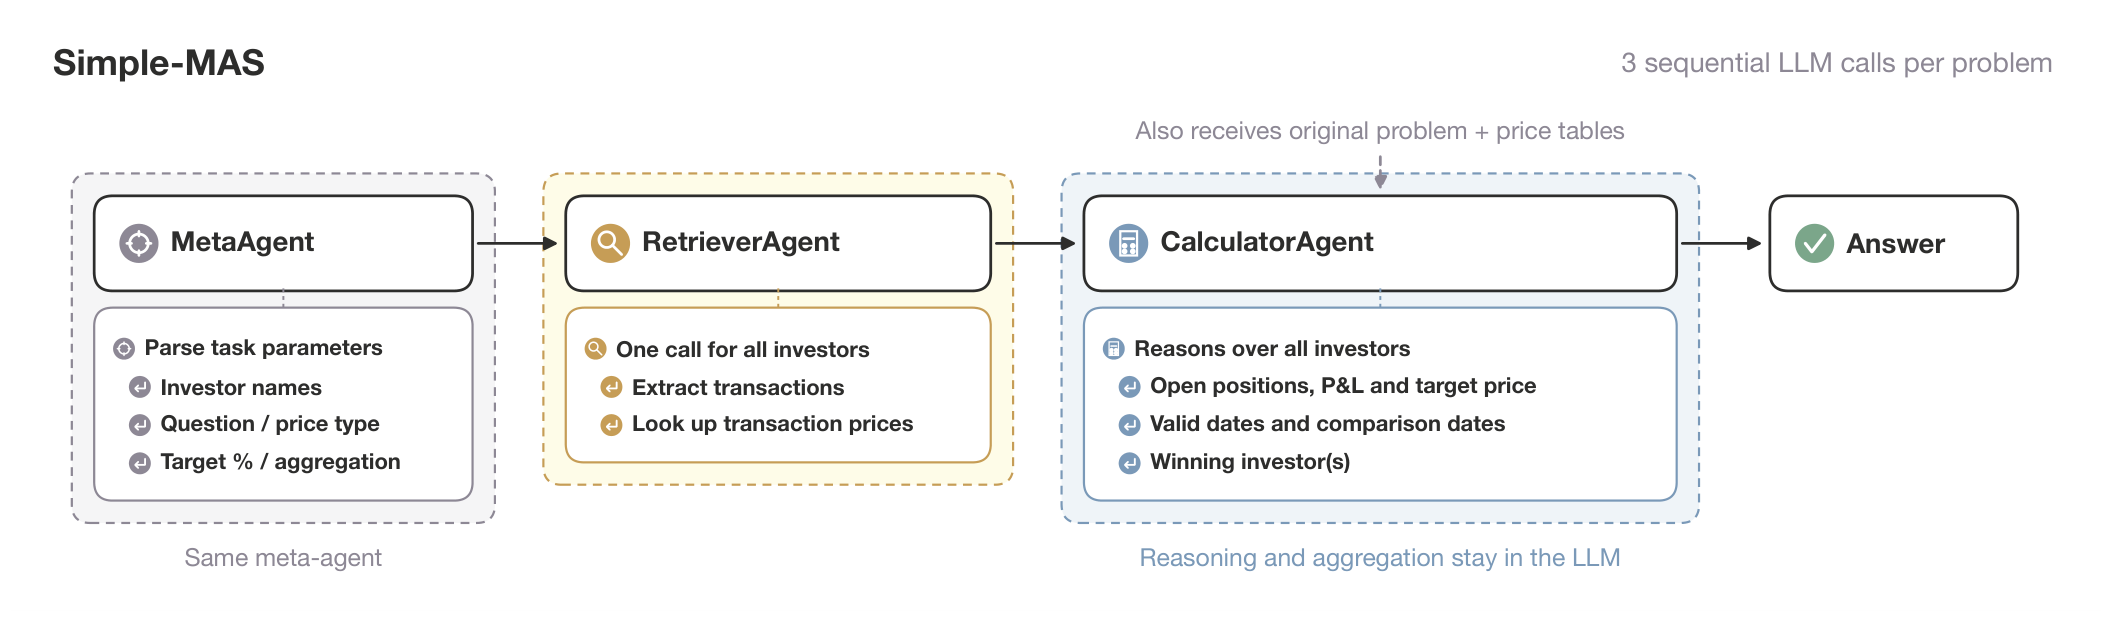 Simple-MAS
3 sequential LLM calls per problem
Also receives original problem + price tables
MetaAgent
RetrieverAgent
CalculatorAgent
Answer
Parse task parameters
Investor names
Question / price type
Target % / aggregation
One call for all investors
Extract transactions
Look up transaction prices
Reasons over all investors
Open positions, P&L and target price
Valid dates and comparison dates
Winning investor(s)
Same meta-agent
Reasoning and aggregation stay in the LLM